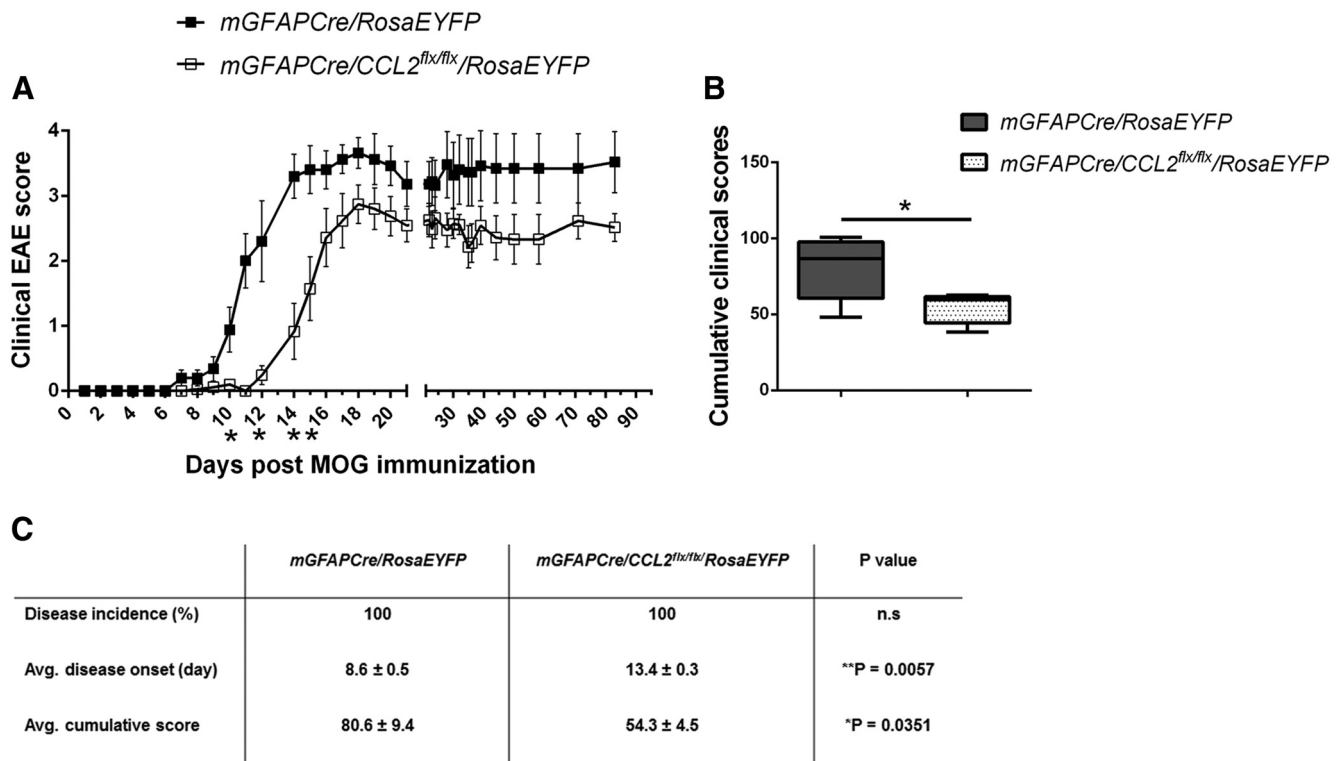 mGFAPCre/RosaEYFP
mGFAPCre/CCL2flx/flx/RosaEYFP
A
Clinical EAE score
4
3
2
1
0
0 2 4 6 8 10 12 14 16 18 20 30 40 50 60 70 80 90
* * * *
Days post MOG immunization
B
mGFAPCre/RosaEYFP
mGFAPCre/CCL2flx/flx/RosaEYFP
Cumulative clinical scores
150
100
50
0
*
C
mGFAPCre/RosaEYFP mGFAPCre/CCL2flx/flx/RosaEYFP P value
Disease incidence (%) 100 100 n.s
Avg. disease onset (day) 8.6 ± 0.5 13.4 ± 0.3 **P = 0.0057
Avg. cumulative score 80.6 ± 9.4 54.3 ± 4.5 *P = 0.0351